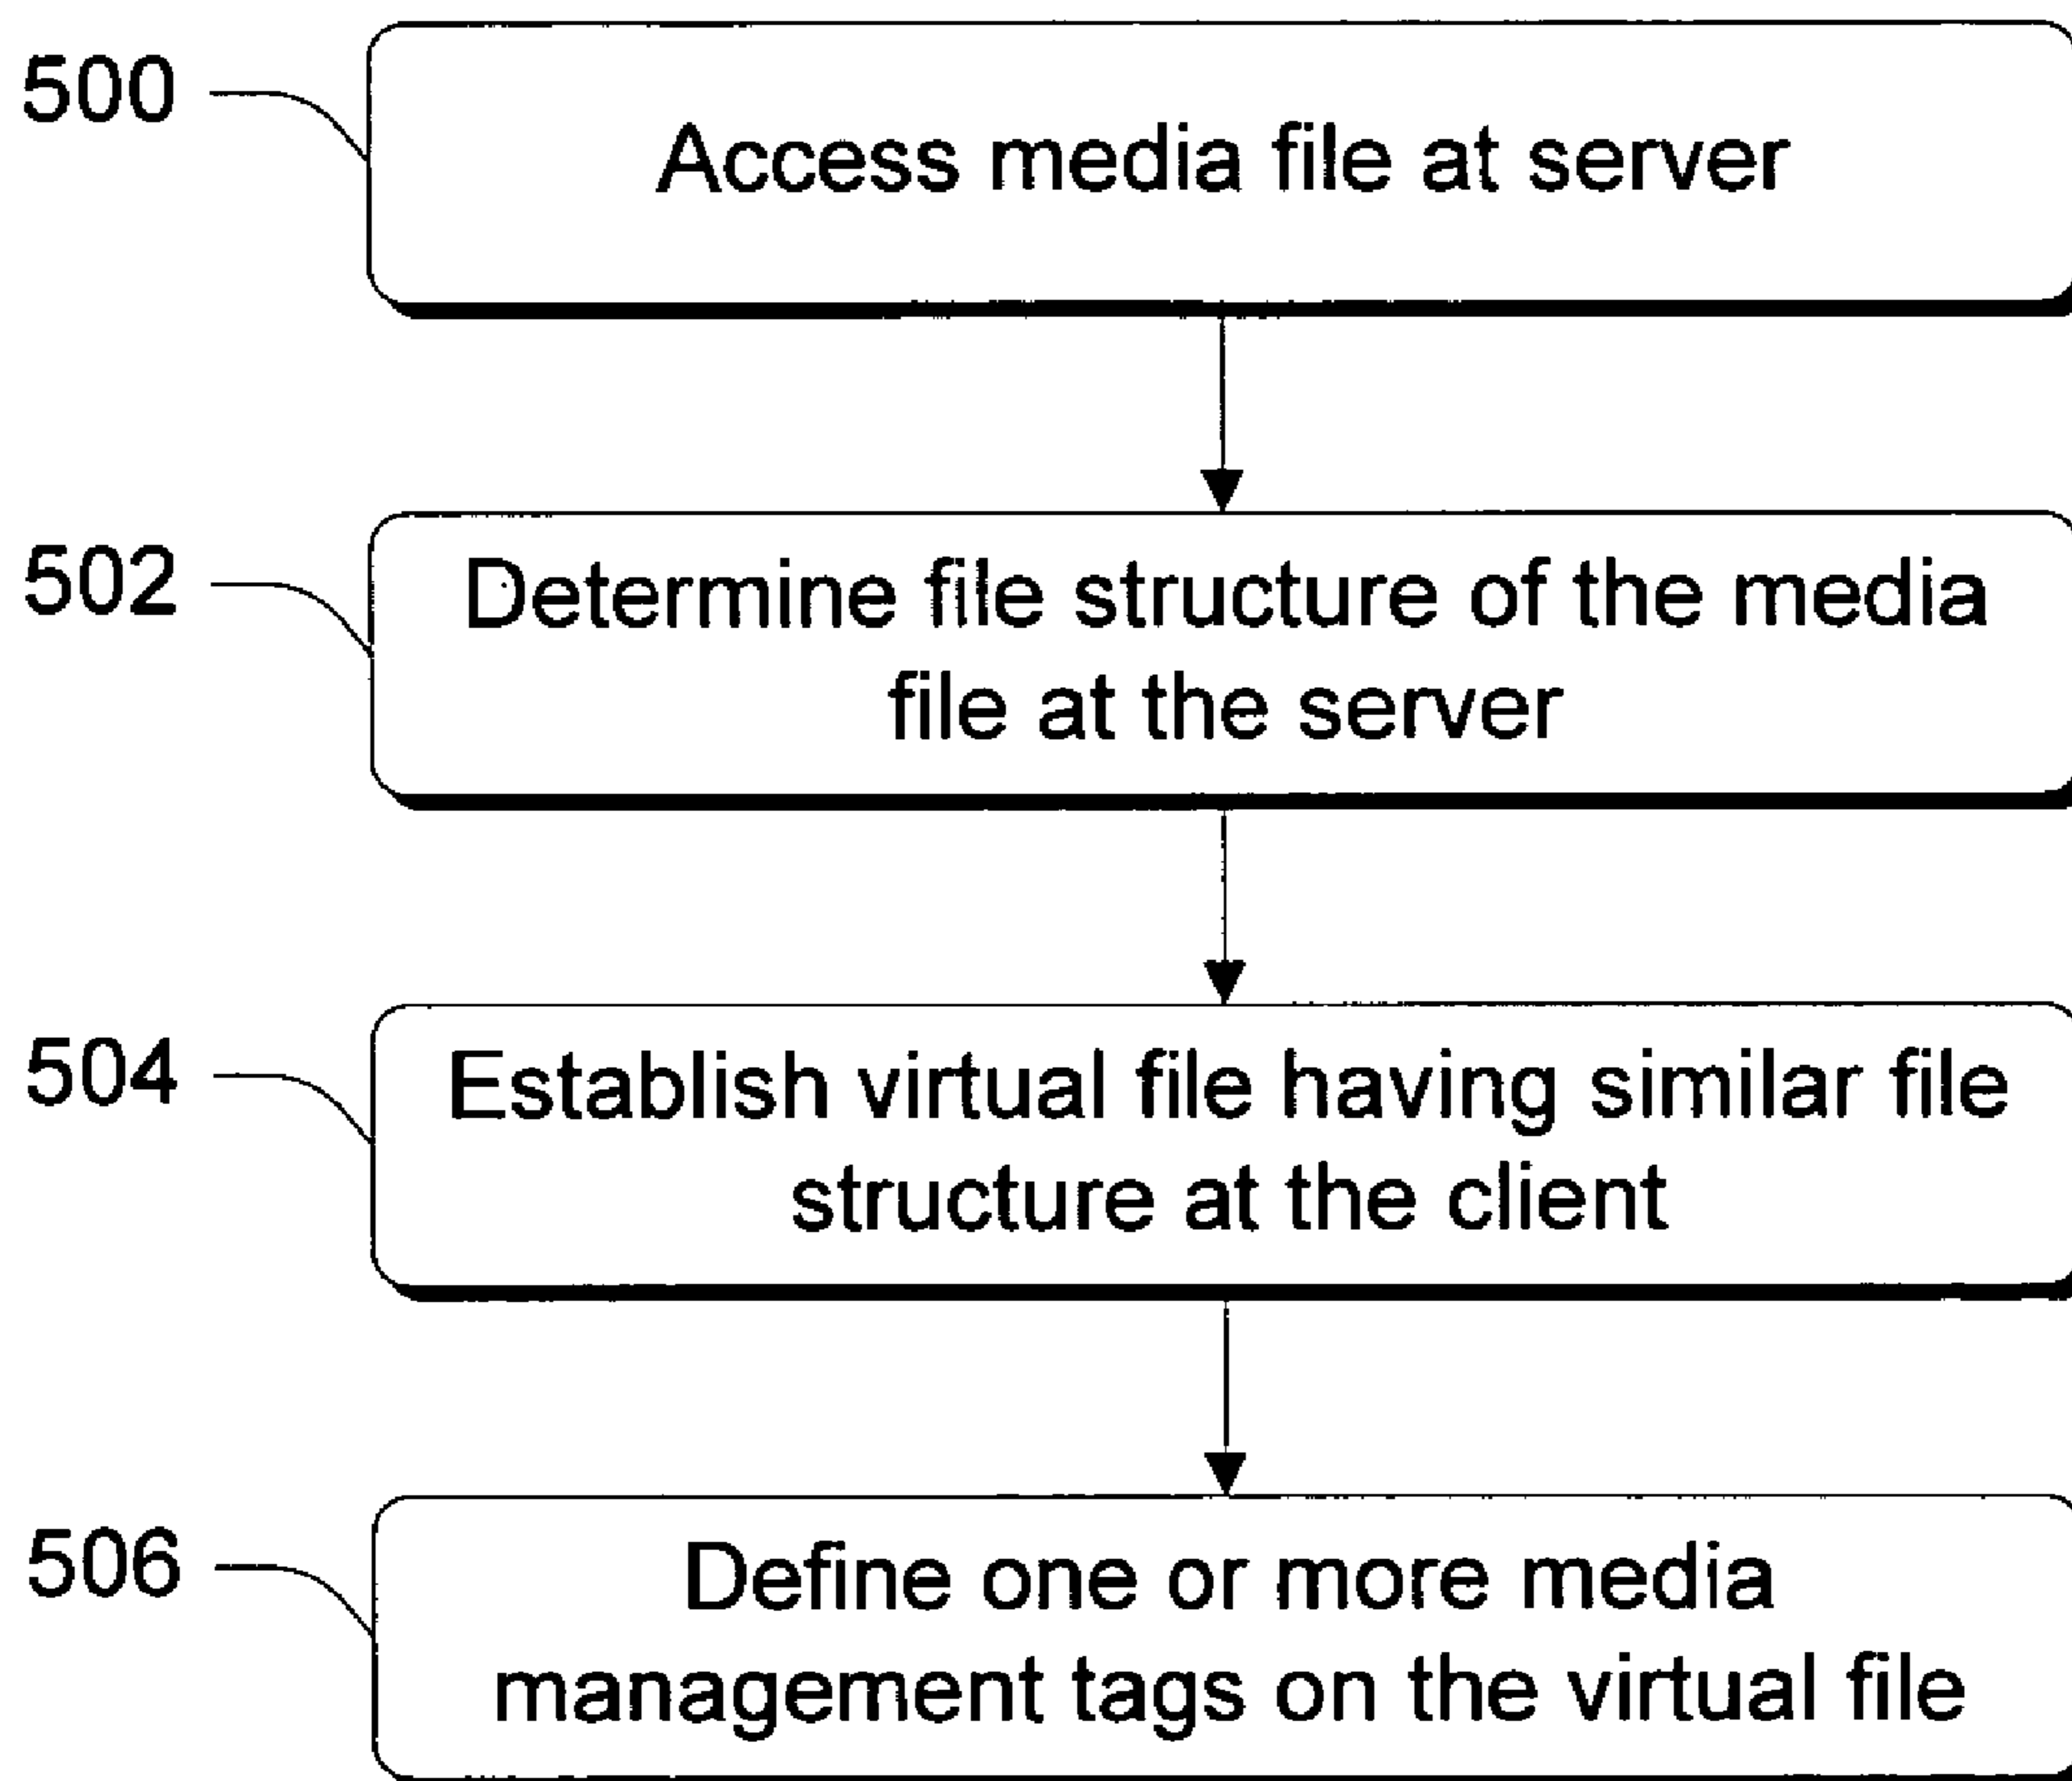 500
Access media file at server
502
Determine file structure of the media
file at the server
504
Establish virtual file having similar file
structure at the client
506
Define one or more media
management tags on the virtual file